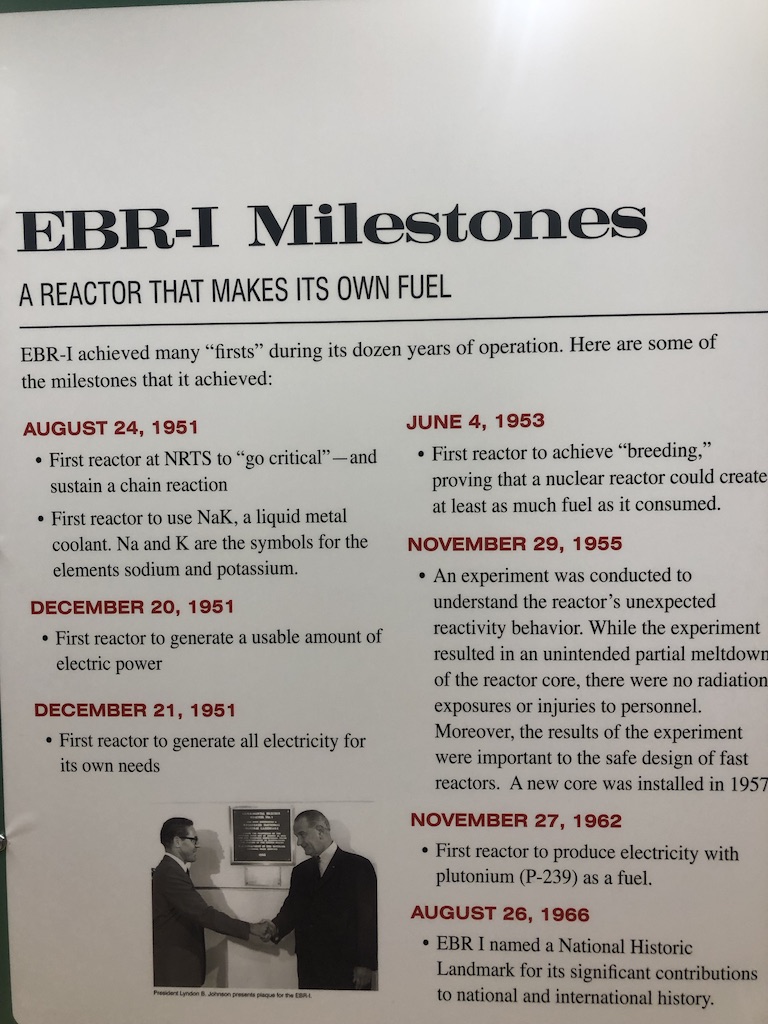 EBR-I Milestones
A REACTOR THAT MAKES ITS OWN FUEL
EBR-I achieved many “firsts” during its dozen years of operation. Here are some of
the milestones that it achieved:
AUGUST 24, 1951
• First reactor at NRTS to “go critical”—and
sustain a chain reaction
• First reactor to use NaK, a liquid metal
coolant. Na and K are the symbols for the
elements sodium and potassium.
DECEMBER 20, 1951
• First reactor to generate a usable amount of
electric power
DECEMBER 21, 1951
• First reactor to generate all electricity for
its own needs
President Lyndon B. Johnson presents plaque for the EBR-I.
JUNE 4, 1953
• First reactor to achieve “breeding,”
proving that a nuclear reactor could create
at least as much fuel as it consumed.
NOVEMBER 29, 1955
• An experiment was conducted to
understand the reactor’s unexpected
reactivity behavior. While the experiment
resulted in an unintended partial meltdown
of the reactor core, there were no radiation
exposures or injuries to personnel.
Moreover, the results of the experiment
were important to the safe design of fast
reactors. A new core was installed in 1957
NOVEMBER 27, 1962
• First reactor to produce electricity with
plutonium (P-239) as a fuel.
AUGUST 26, 1966
• EBR I named a National Historic
Landmark for its significant contributions
to national and international history.